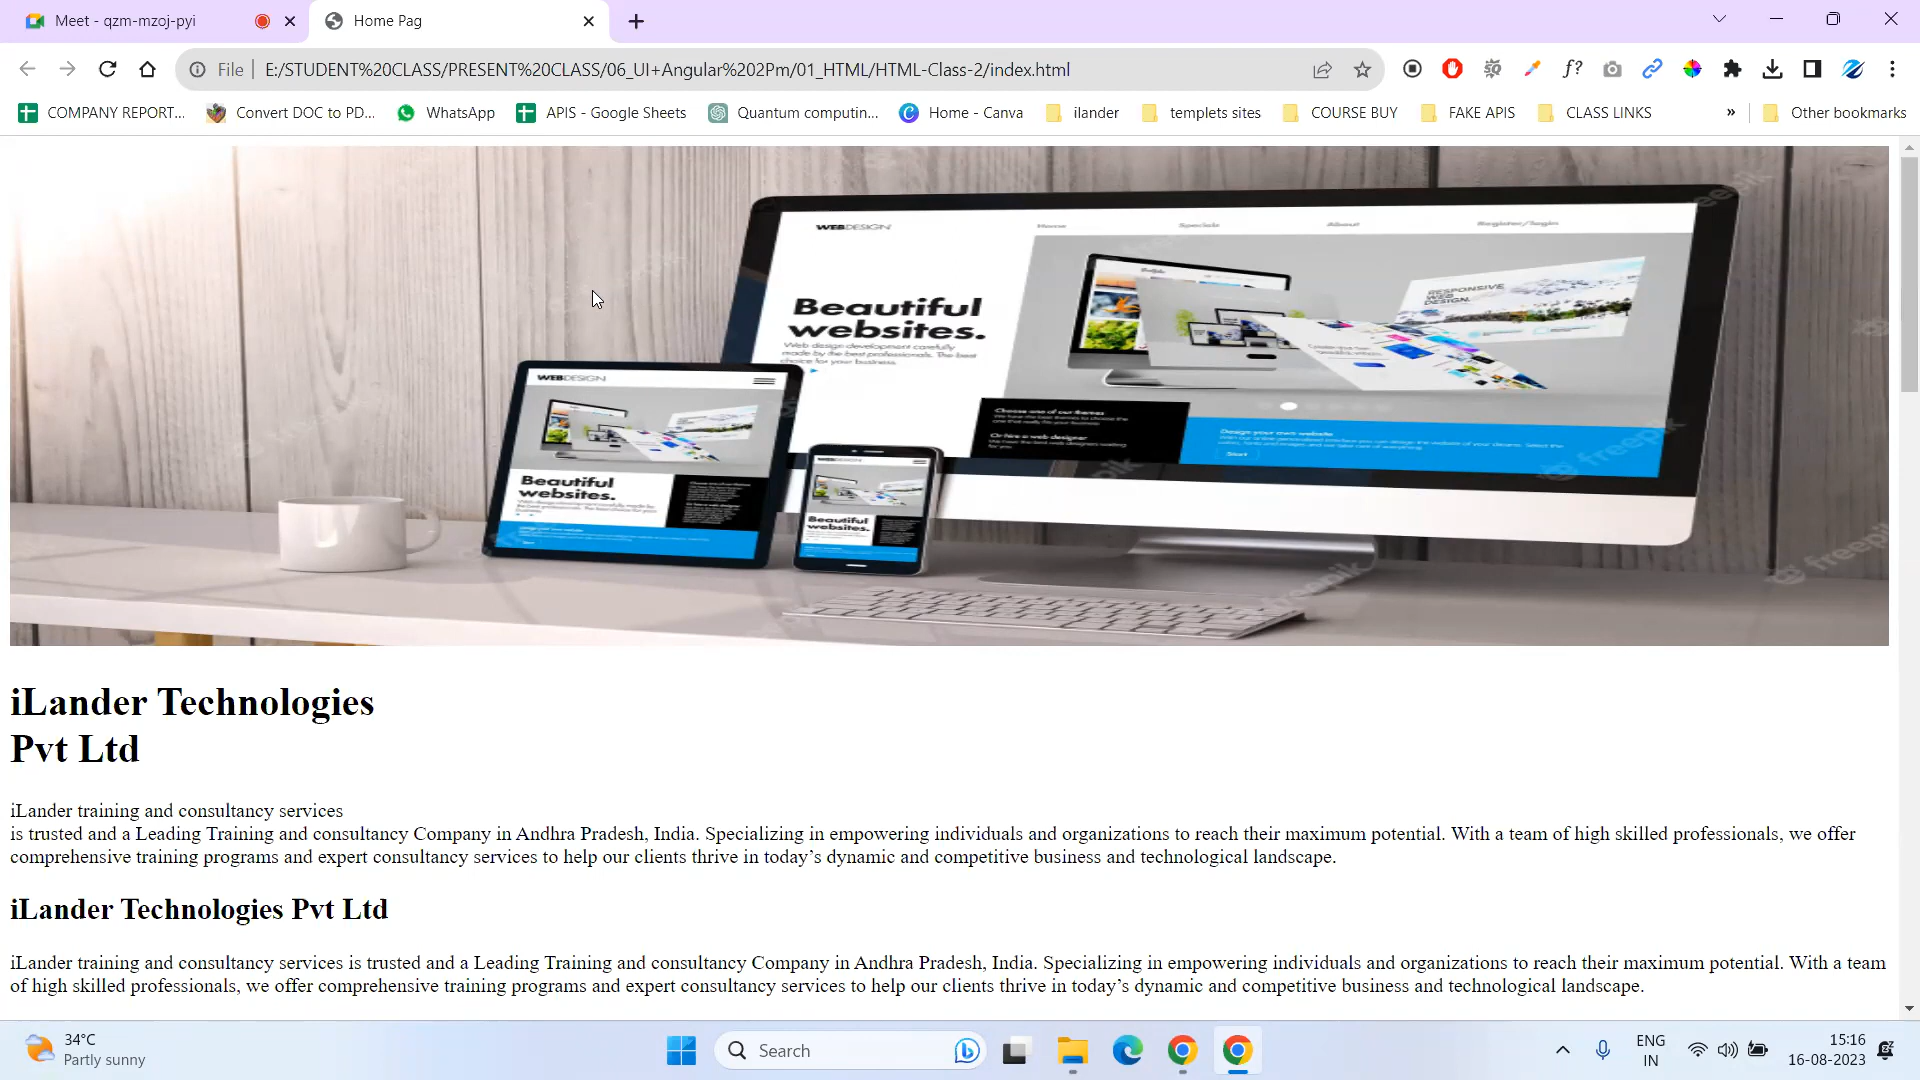 Meet - qzm-mzoj-pyi
Home Pag
File
E:/STUDENT%20CLASS/PRESENT%20CLASS/06_UI+Angular%202Pm/01_HTML/HTML-Class-2/index.html
f?
COMPANY REPORT...
Convert DOC to PD...
WhatsApp
APIS - Google Sheets
Quantum computin...
Home - Canva
ilander
templets sites
COURSE BUY
FAKE APIS
CLASS LINKS
»
Other bookmarks
WEBDESIGN
Home
Specials
About
Register/login
Beautiful
websites.
Web design development carefully
made by the best professionals. The best
choice for your business.
RESPONSIVE
WEB
DESIGN.
Choose one of our themes
Or hire a web designer
Design your own website
Start
WEBDESIGN
Beautiful
websites.
WEBDESIGN
Beautiful
websites.
freepik
freepik
iLander Technologies
Pvt Ltd
iLander training and consultancy services
is trusted and a Leading Training and consultancy Company in Andhra Pradesh, India. Specializing in empowering individuals and organizations to reach their maximum potential. With a team of high skilled professionals, we offer
comprehensive training programs and expert consultancy services to help our clients thrive in today’s dynamic and competitive business and technological landscape.
iLander Technologies Pvt Ltd
iLander training and consultancy services is trusted and a Leading Training and consultancy Company in Andhra Pradesh, India. Specializing in empowering individuals and organizations to reach their maximum potential. With a team
of high skilled professionals, we offer comprehensive training programs and expert consultancy services to help our clients thrive in today’s dynamic and competitive business and technological landscape.
34°C
Partly sunny
Search
ENG
IN
15:16
16-08-2023